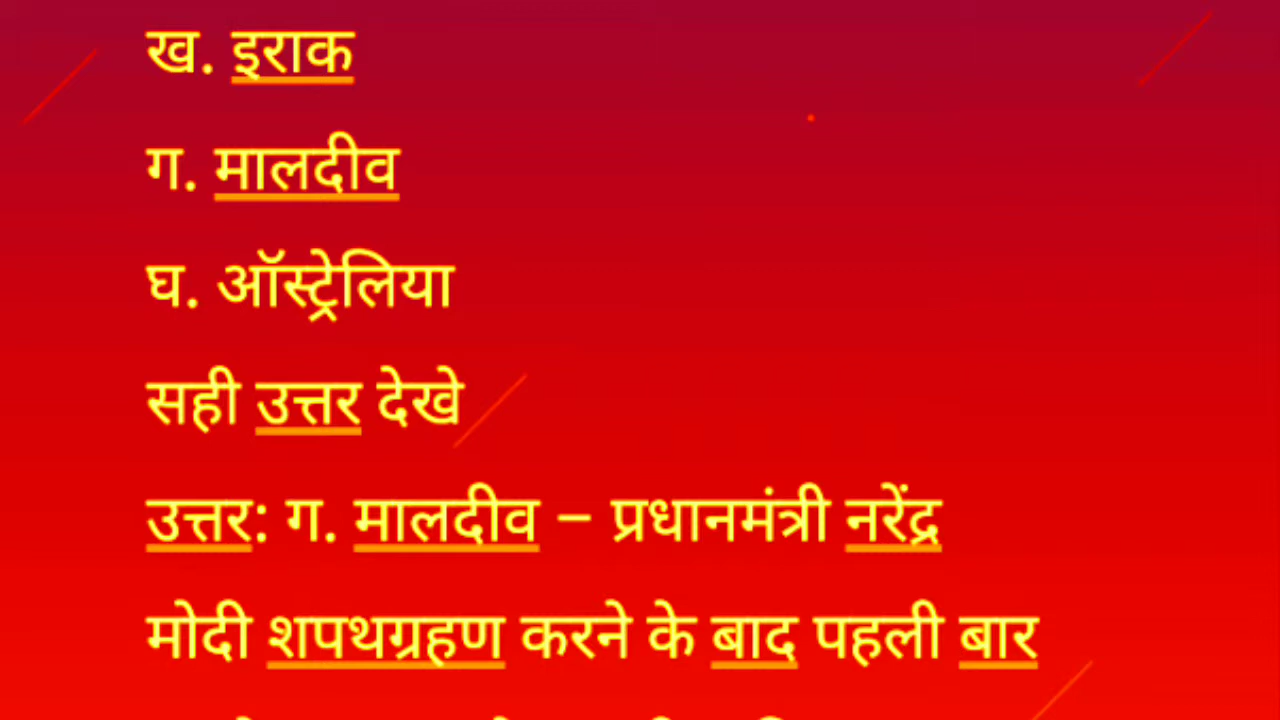 ख. इराक
ग. मालदीव
घ. ऑस्ट्रेलिया
सही उत्तर देखे
उत्तर: ग. मालदीव – प्रधानमंत्री नरेंद्र
मोदी शपथग्रहण करने के बाद पहली बार